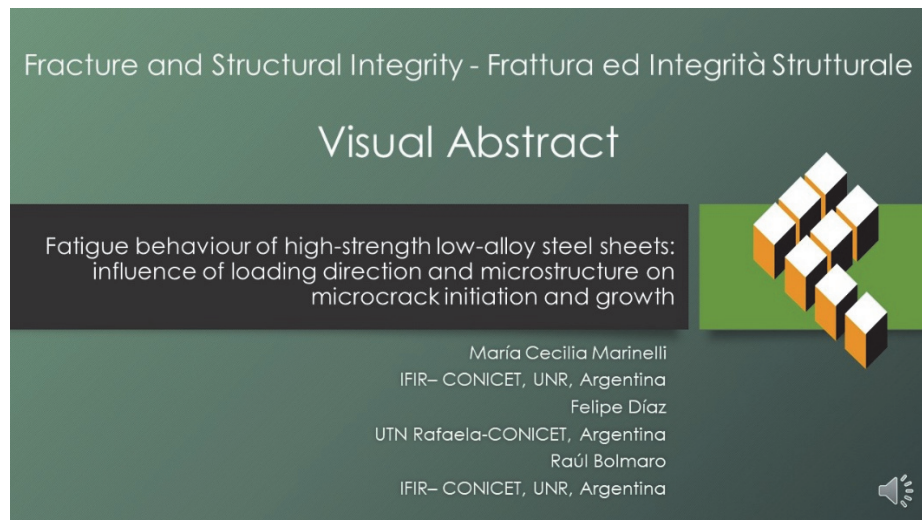 Fracture and Structural Integrity - Frattura ed Integrità Strutturale
Visual Abstract
Fatigue behaviour of high-strength low-alloy steel sheets:
influence of loading direction and microstructure on
microcrack initiation and growth
María Cecilia Marinelli
IFIR– CONICET, UNR, Argentina
Felipe Díaz
UTN Rafaela-CONICET, Argentina
Raúl Bolmaro
IFIR– CONICET, UNR, Argentina